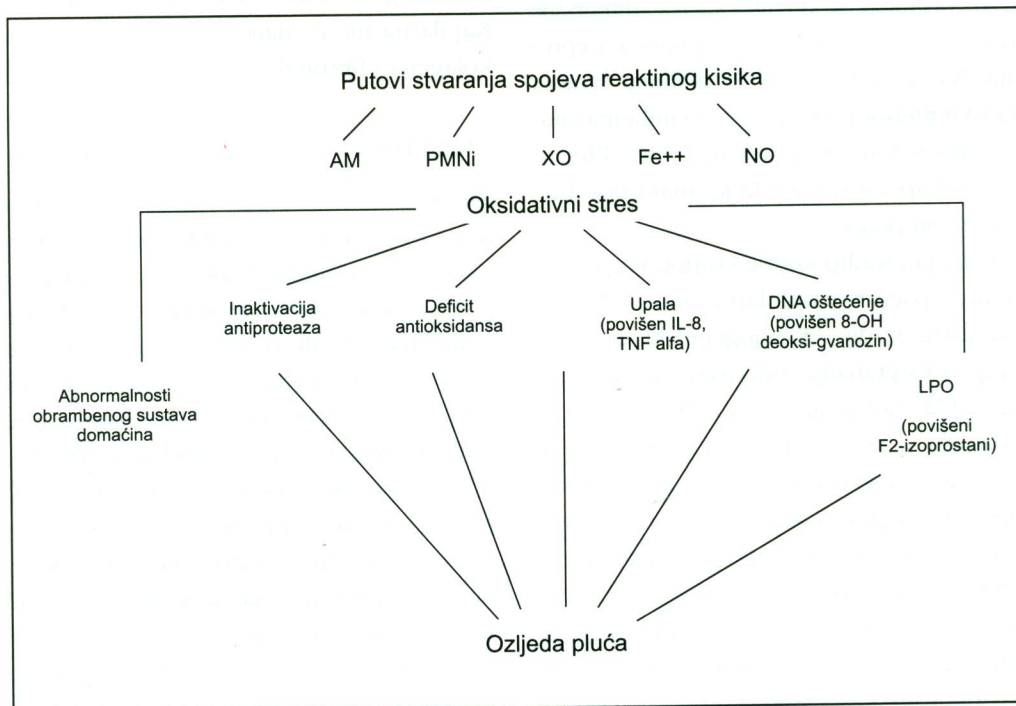 Putovi stvaranja spojeva reaktinog kisika
AM PMNi XO Fe++ NO
Oksidativni stres
Inaktivacija
antiproteaza
Deficit
antioksidansa
Upala
(povišen IL-8,
TNF alfa)
DNA oštećenje
(povišen 8-OH
deoksi-gvanozin)
Abnormalnosti
obrambenog sustava
domaćina
LPO
(povišeni
F2-izoprostani)
Ozljeda pluća